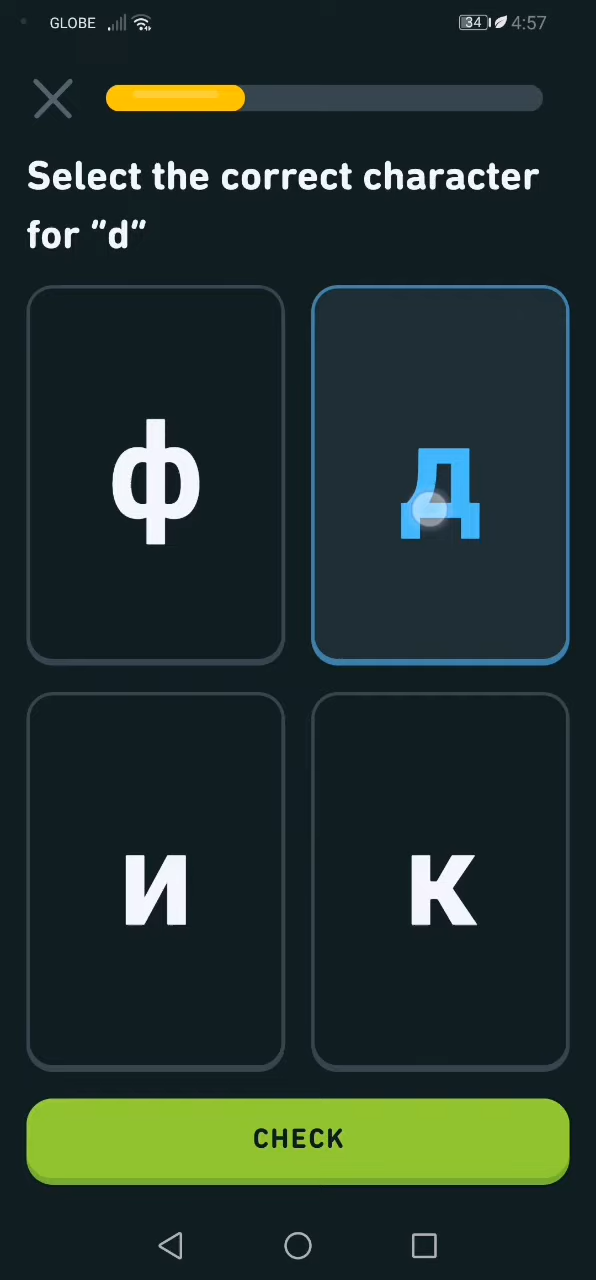 GLOBE 34 4:57
Select the correct character
for "d"
ф д
и к
CHECK